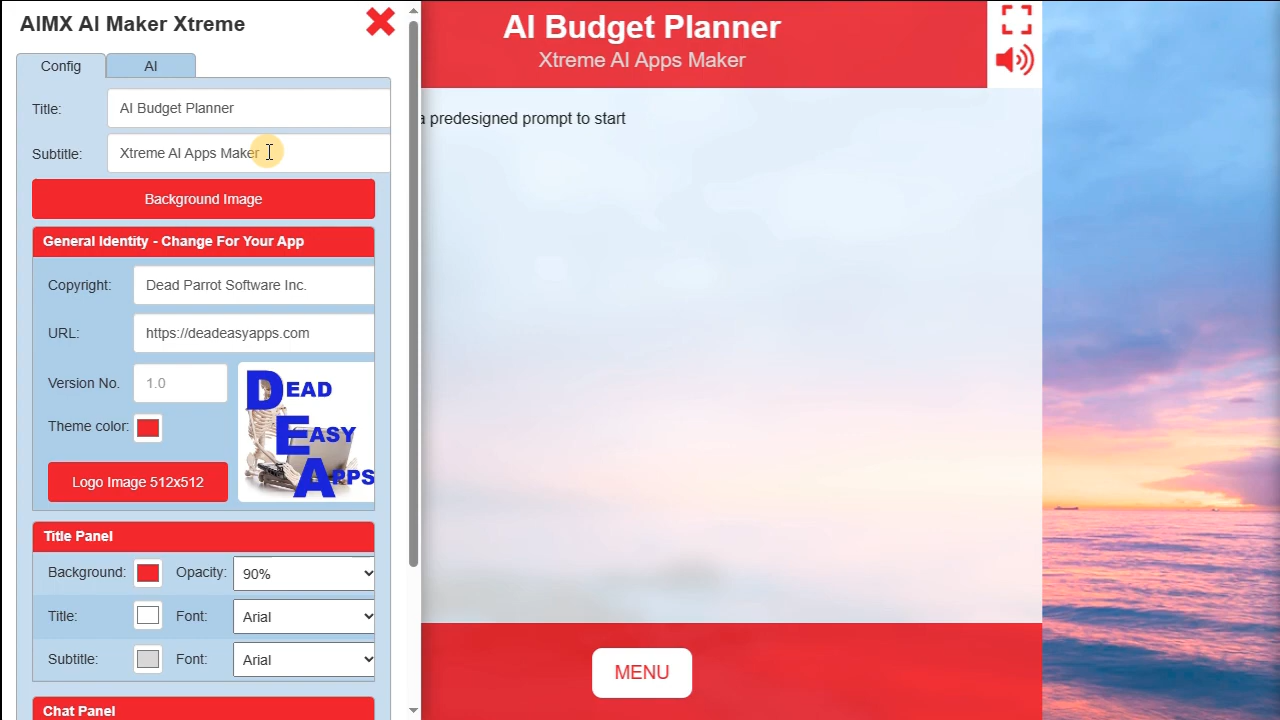 AIMX AI Maker Xtreme
Config
AI
Title:
AI Budget Planner
Subtitle:
Xtreme AI Apps Maker
Background Image
General Identity - Change For Your App
Copyright:
Dead Parrot Software Inc.
URL:
https://deadeasyapps.com
Version No.
1.0
Theme color:
Logo Image 512x512
DEAD
EASY
APPS
Title Panel
Background:
Opacity:
90%
Title:
Font:
Arial
Subtitle:
Font:
Arial
Chat Panel
AI Budget Planner
Xtreme AI Apps Maker
a predesigned prompt to start
MENU